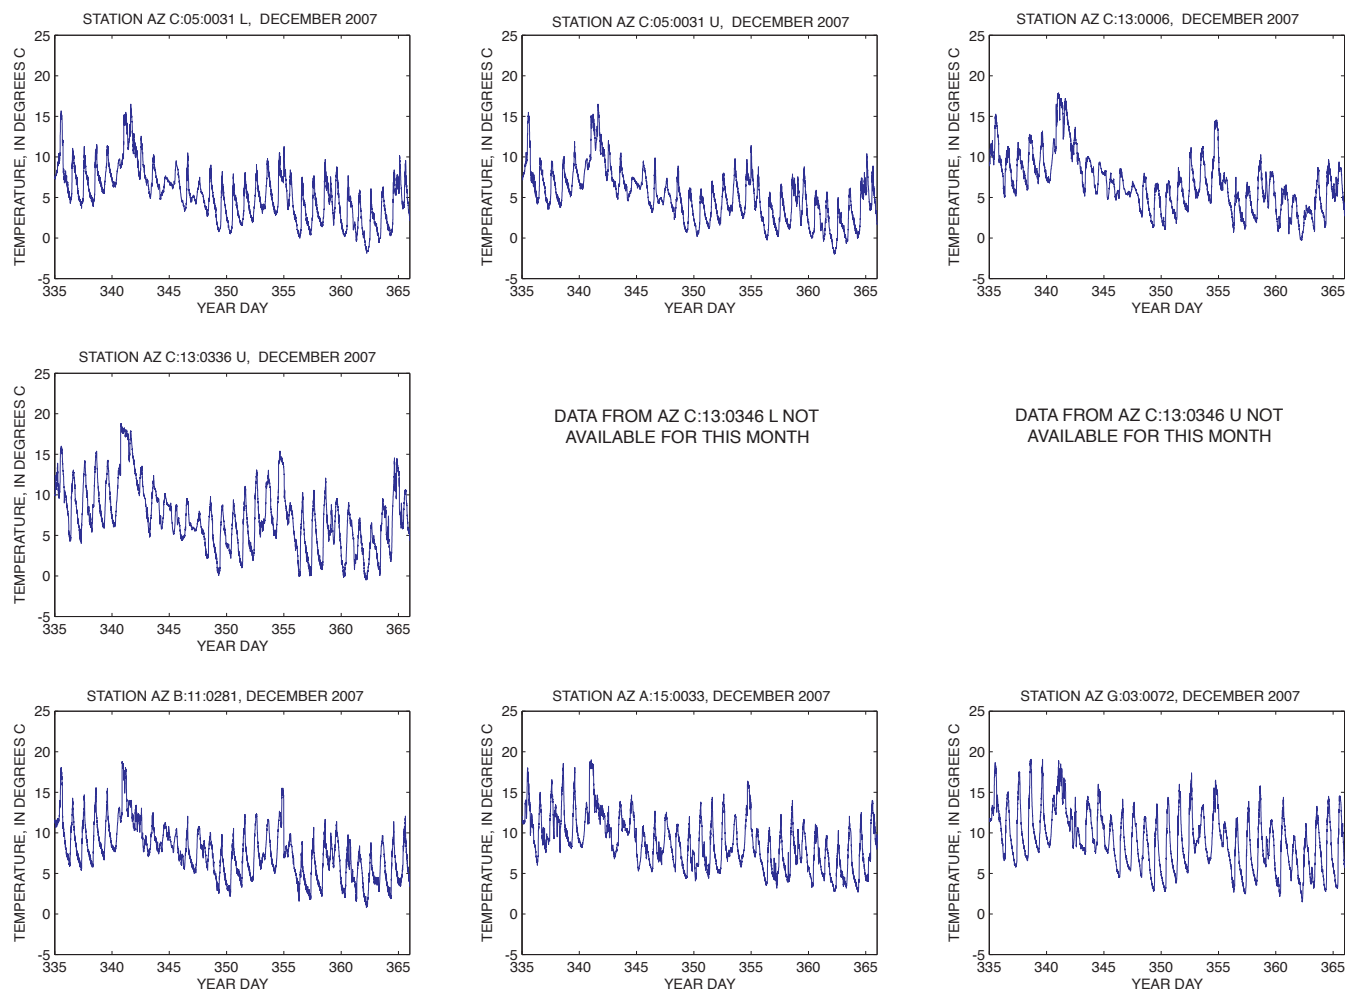 STATION AZ C:05:0031 L, DECEMBER 2007
STATION AZ C:05:0031 U, DECEMBER 2007
STATION AZ C:13:0006, DECEMBER 2007
TEMPERATURE, IN DEGREES C
25
20
15
10
5
0
-5
335 340 345 350 355 360 365
YEAR DAY
TEMPERATURE, IN DEGREES C
25
20
15
10
5
0
-5
335 340 345 350 355 360 365
YEAR DAY
TEMPERATURE, IN DEGREES C
25
20
15
10
5
0
-5
335 340 345 350 355 360 365
YEAR DAY
STATION AZ C:13:0336 U, DECEMBER 2007
TEMPERATURE, IN DEGREES C
25
20
15
10
5
0
-5
335 340 345 350 355 360 365
YEAR DAY
DATA FROM AZ C:13:0346 L NOT
AVAILABLE FOR THIS MONTH
DATA FROM AZ C:13:0346 U NOT
AVAILABLE FOR THIS MONTH
STATION AZ B:11:0281, DECEMBER 2007
STATION AZ A:15:0033, DECEMBER 2007
STATION AZ G:03:0072, DECEMBER 2007
TEMPERATURE, IN DEGREES C
25
20
15
10
5
0
-5
335 340 345 350 355 360 365
YEAR DAY
TEMPERATURE, IN DEGREES C
25
20
15
10
5
0
-5
335 340 345 350 355 360 365
YEAR DAY
TEMPERATURE, IN DEGREES C
25
20
15
10
5
0
-5
335 340 345 350 355 360 365
YEAR DAY